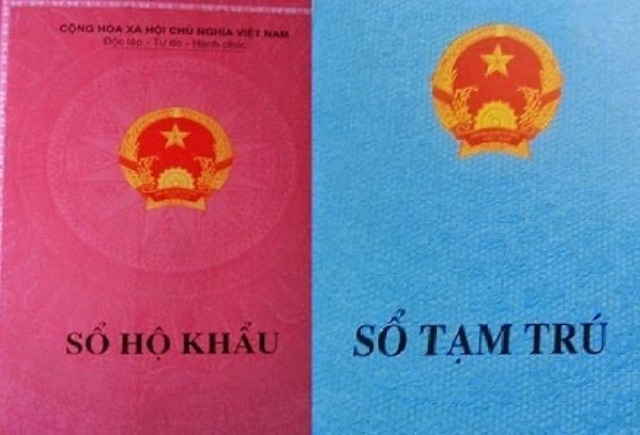 CỘNG HÒA XÃ HỘI CHỦ NGHĨA VIỆT NAM
Độc lập - Tự do - Hạnh phúc
SỔ HỘ KHẨU
SỔ TẠM TRÚ